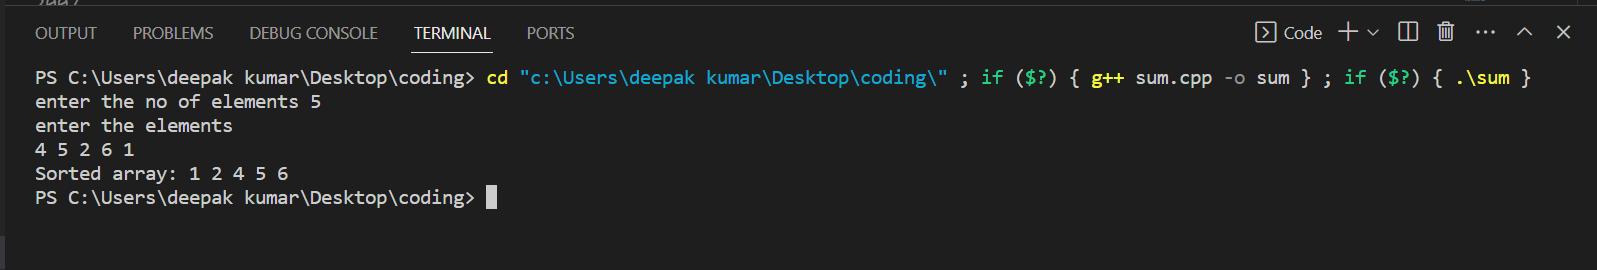 OUTPUT PROBLEMS DEBUG CONSOLE TERMINAL PORTS Code
PS C:\Users\deepak kumar\Desktop\coding> cd "c:\Users\deepak kumar\Desktop\coding\" ; if ($?) { g++ sum.cpp -o sum } ; if ($?) { .\sum }
enter the no of elements 5
enter the elements
4 5 2 6 1
Sorted array: 1 2 4 5 6
PS C:\Users\deepak kumar\Desktop\coding>